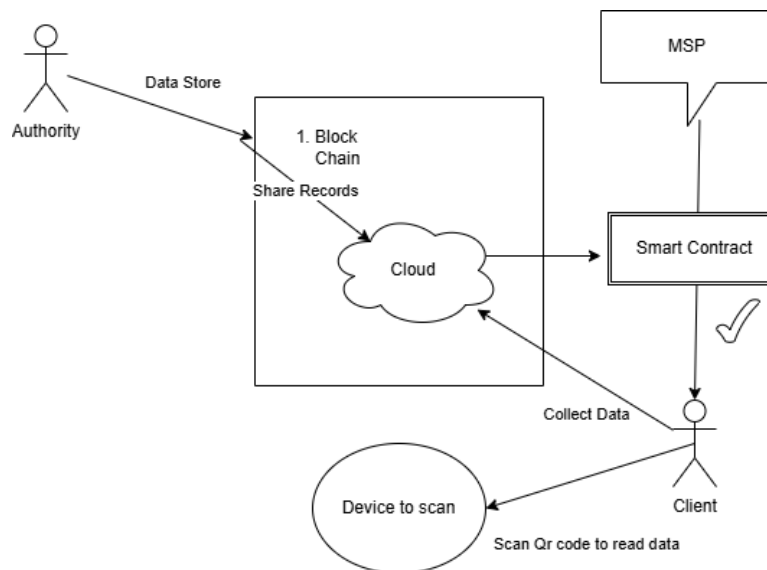 MSP
Data Store
Authority
1. Block
Chain
Share Records
Smart Contract
Cloud
Collect Data
Device to scan
Client
Scan Qr code to read data